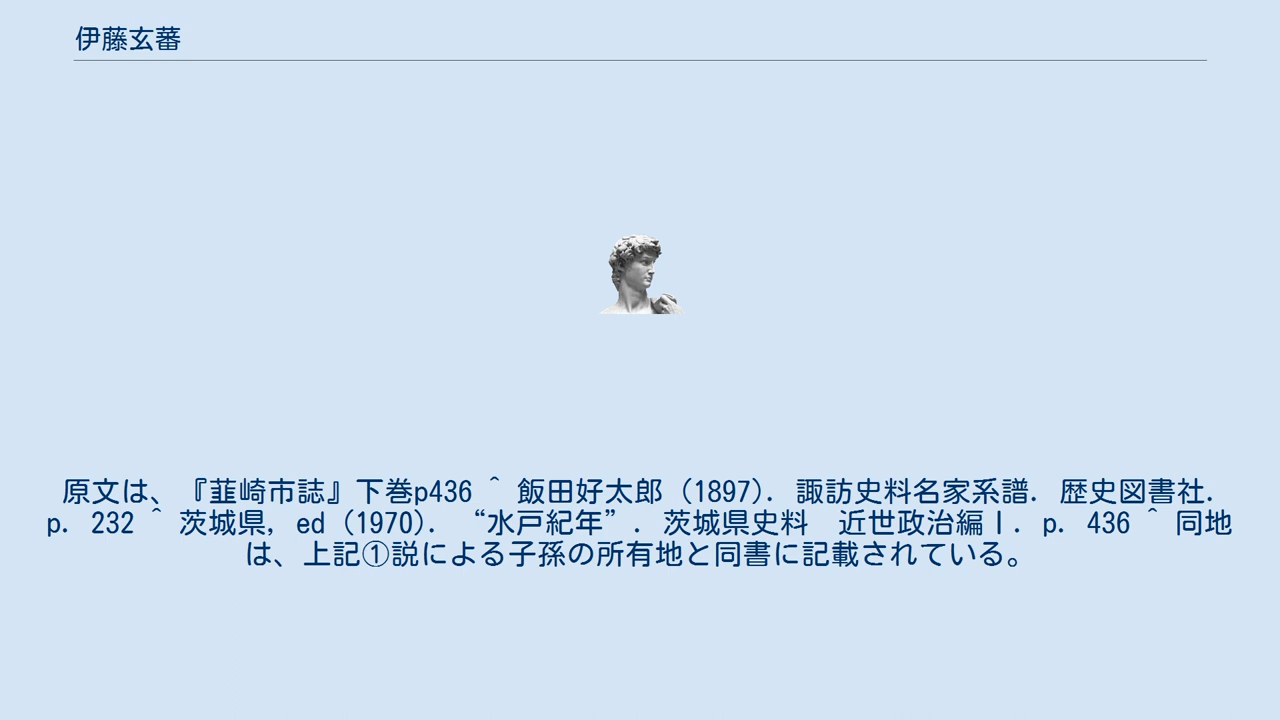 伊藤玄蕃
原文は、『韮崎市誌』下巻p436 ^ 飯田好太郎 (1897). 諏訪史料名家系譜. 歴史図書社.
p. 232 ^ 茨城県, ed (1970). “水戸紀年”. 茨城県史料　近世政治編Ⅰ. p. 436 ^ 同地
は、上記①説による子孫の所有地と同書に記載されている。